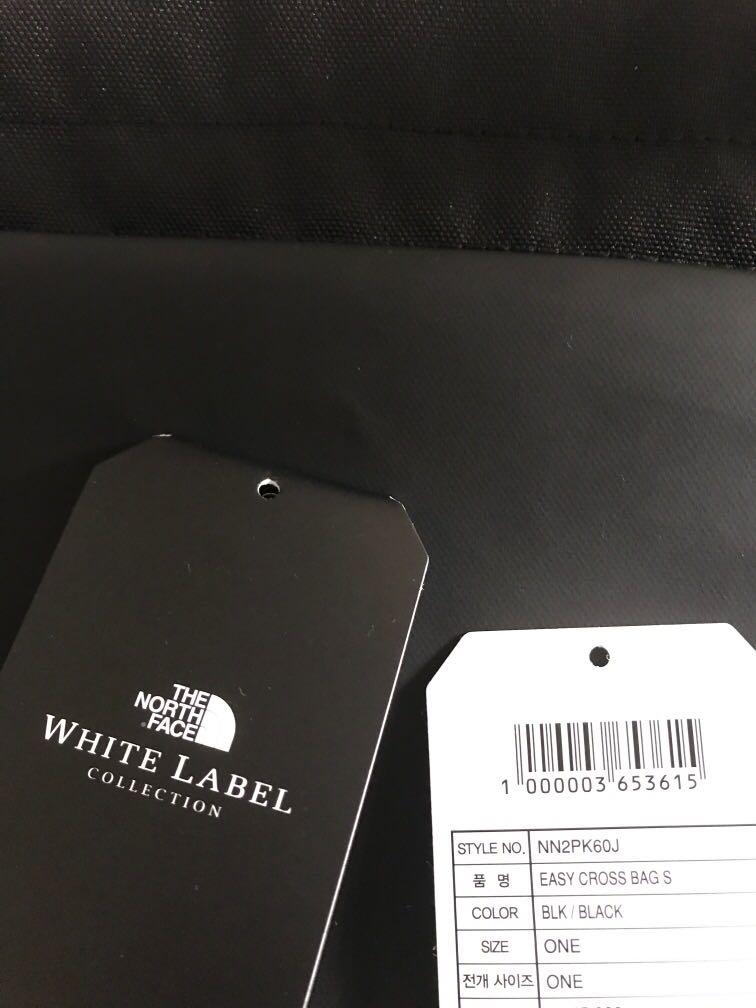 THE
NORTH
FACE
WHITE LABEL
COLLECTION
1 000003 653615
STYLE NO. NN2PK60J
품 명 EASY CROSS BAG S
COLOR BLK / BLACK
SIZE ONE
전개 사이즈 ONE